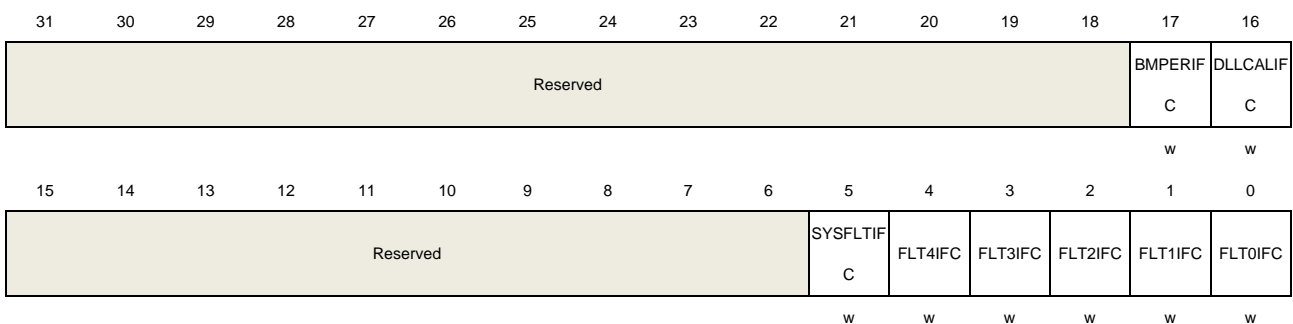 31 30 29 28 27 26 25 24 23 22 21 20 19 18 17 16
Reserved BMPERIF DLLCALIF
C C
w w
15 14 13 12 11 10 9 8 7 6 5 4 3 2 1 0
Reserved SYSFLTIF FLT4IFC FLT3IFC FLT2IFC FLT1IFC FLT0IFC
C
w w w w w w